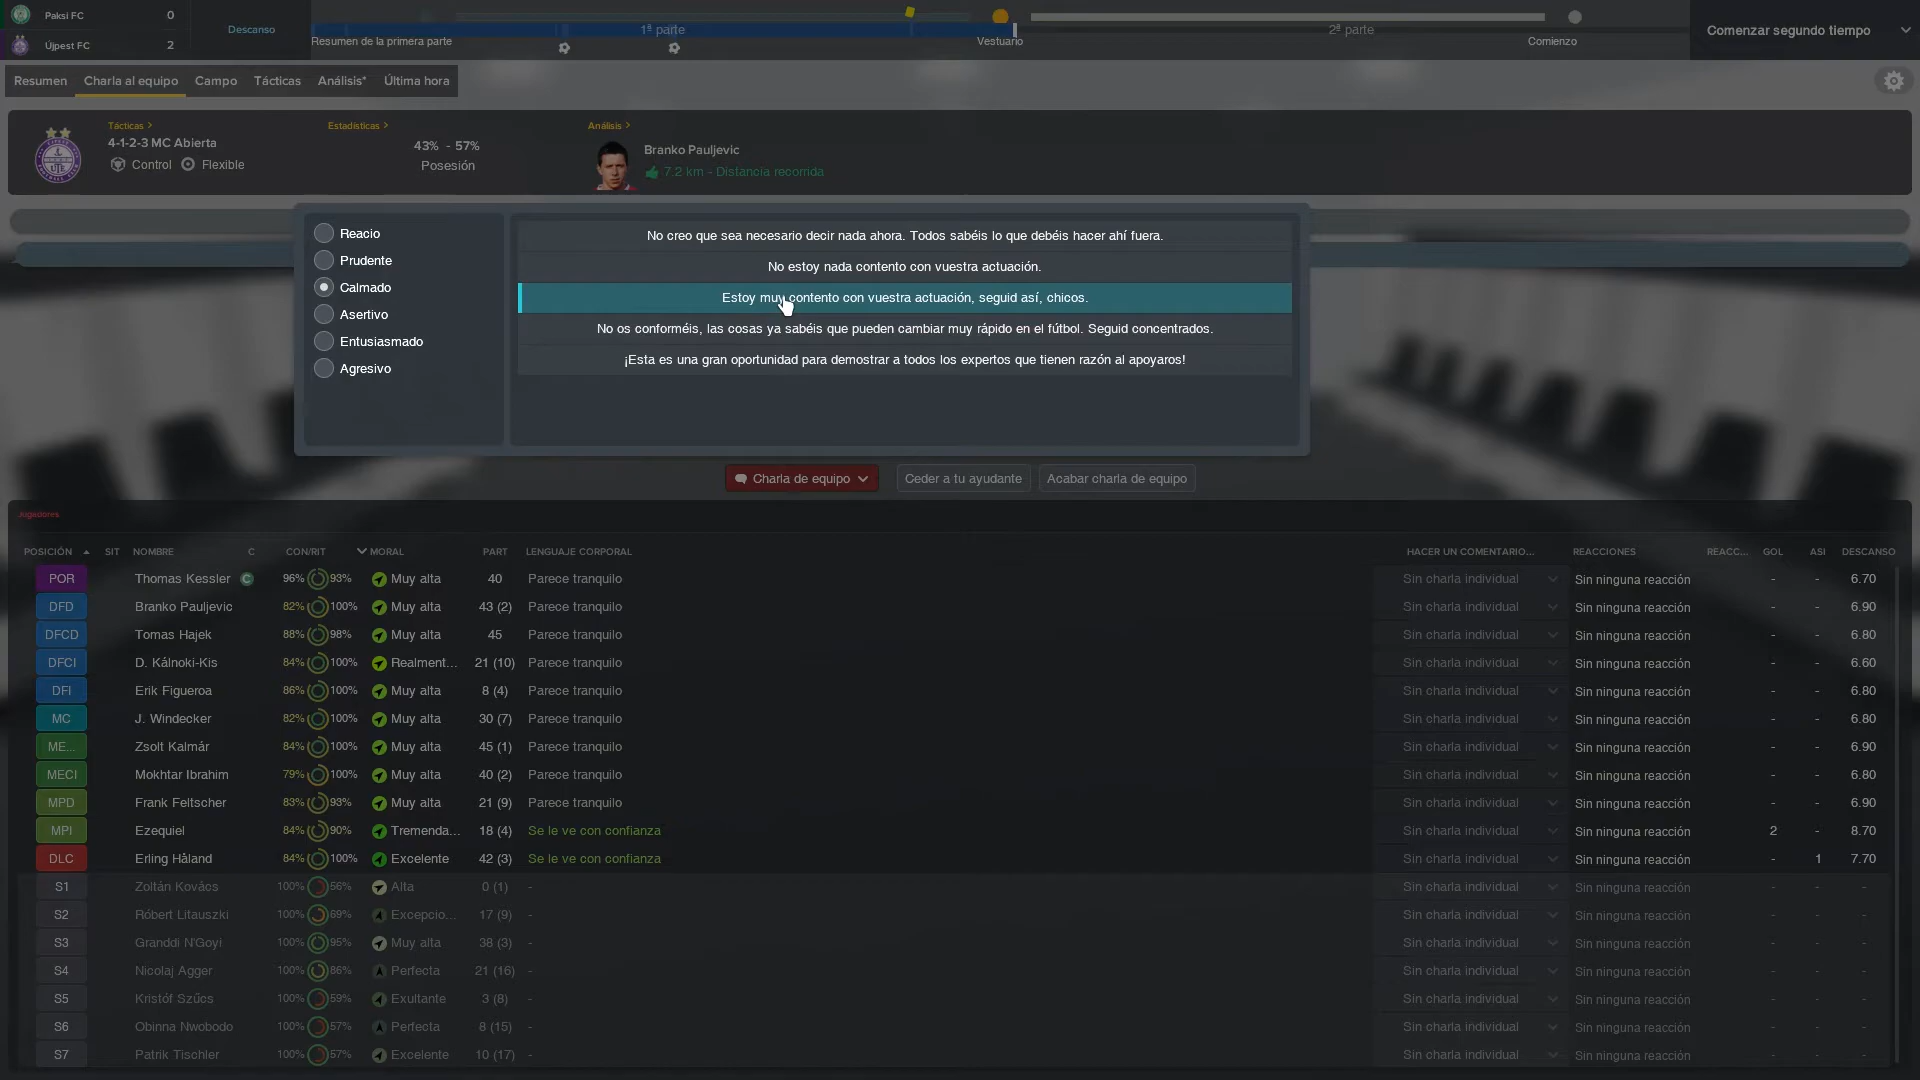 Paksi FC 0
Újpest FC 2
Descanso
1ª parte
2ª parte
Resumen de la primera parte
Vestuario
Comienzo
Comenzar segundo tiempo
Resumen Charla al equipo Campo Tácticas Análisis* Última hora
Tácticas >
4-1-2-3 MC Abierta
Control Flexible
Estadísticas >
43% - 57%
Posesión
Análisis >
Branko Pauljevic
7.2 km - Distancia recorrida
Reacio
Prudente
Calmado
Asertivo
Entusiasmado
Agresivo
No creo que sea necesario decir nada ahora. Todos sabéis lo que debéis hacer ahí fuera.
No estoy nada contento con vuestra actuación.
Estoy muy contento con vuestra actuación, seguid así, chicos.
No os conforméis, las cosas ya sabéis que pueden cambiar muy rápido en el fútbol. Seguid concentrados.
¡Esta es una gran oportunidad para demostrar a todos los expertos que tienen razón al apoyaros!
Charla de equipo Ceder a tu ayudante Acabar charla de equipo
Jugadores
POSICIÓN SIT NOMBRE C CON/RIT MORAL PART LENGUAJE CORPORAL HACER UN COMENTARIO... REACCIONES REACC... GOL ASI DESCANSO
POR Thomas Kessler C 96% 93% Muy alta 40 Parece tranquilo Sin charla individual Sin ninguna reacción - - 6.70
DFD Branko Pauljevic 82% 100% Muy alta 43 (2) Parece tranquilo Sin charla individual Sin ninguna reacción - - 6.90
DFCD Tomas Hajek 88% 98% Muy alta 45 Parece tranquilo Sin charla individual Sin ninguna reacción - - 6.80
DFCI D. Kálnoki-Kis 84% 100% Realment... 21 (10) Parece tranquilo Sin charla individual Sin ninguna reacción - - 6.60
DFI Erik Figueroa 86% 100% Muy alta 8 (4) Parece tranquilo Sin charla individual Sin ninguna reacción - - 6.80
MC J. Windecker 82% 100% Muy alta 30 (7) Parece tranquilo Sin charla individual Sin ninguna reacción - - 6.80
ME... Zsolt Kalmár 84% 100% Muy alta 45 (1) Parece tranquilo Sin charla individual Sin ninguna reacción - - 6.90
MECI Mokhtar Ibrahim 79% 100% Muy alta 40 (2) Parece tranquilo Sin charla individual Sin ninguna reacción - - 6.80
MPD Frank Feltscher 83% 93% Muy alta 21 (9) Parece tranquilo Sin charla individual Sin ninguna reacción - - 6.90
MPI Ezequiel 84% 90% Tremenda... 18 (4) Se le ve con confianza Sin charla individual Sin ninguna reacción 2 - 8.70
DLC Erling Håland 84% 100% Excelente 42 (3) Se le ve con confianza Sin charla individual Sin ninguna reacción - 1 7.70
S1 Zoltán Kovács 100% 56% Alta 0 (1) - Sin charla individual Sin ninguna reacción - - -
S2 Róbert Litauszki 100% 69% Excepcio... 17 (9) - Sin charla individual Sin ninguna reacción - - -
S3 Granddi N'Goyi 100% 95% Muy alta 38 (3) - Sin charla individual Sin ninguna reacción - - -
S4 Nicolaj Agger 100% 86% Perfecta 21 (16) - Sin charla individual Sin ninguna reacción - - -
S5 Kristóf Szűcs 100% 59% Exultante 3 (8) - Sin charla individual Sin ninguna reacción - - -
S6 Obinna Nwobodo 100% 57% Perfecta 8 (15) - Sin charla individual Sin ninguna reacción - - -
S7 Patrik Tischler 100% 57% Excelente 10 (17) - Sin charla individual Sin ninguna reacción - - -